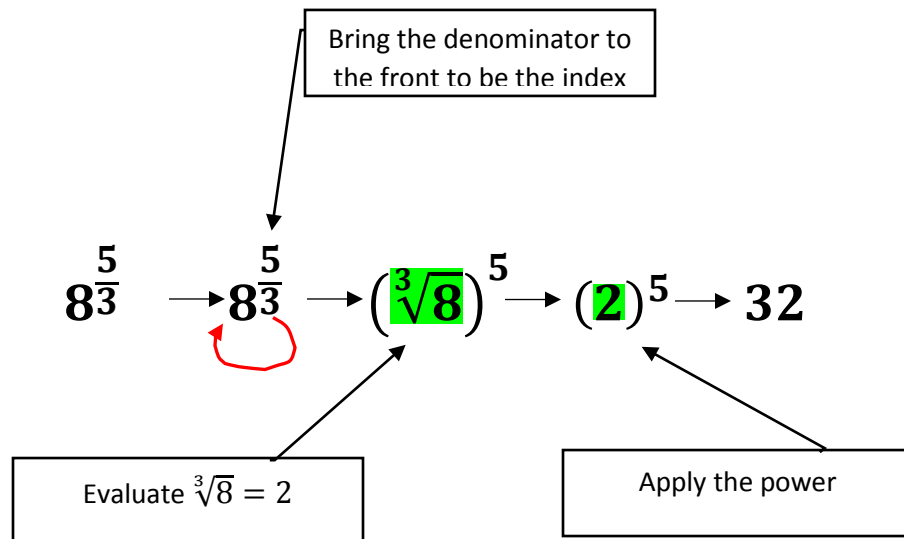 Bring the denominator to
the front to be the index
8^(5/3) → 8^(5/3) → (∛8)^5 → (2)^5 → 32
Evaluate ∛8 = 2
Apply the power